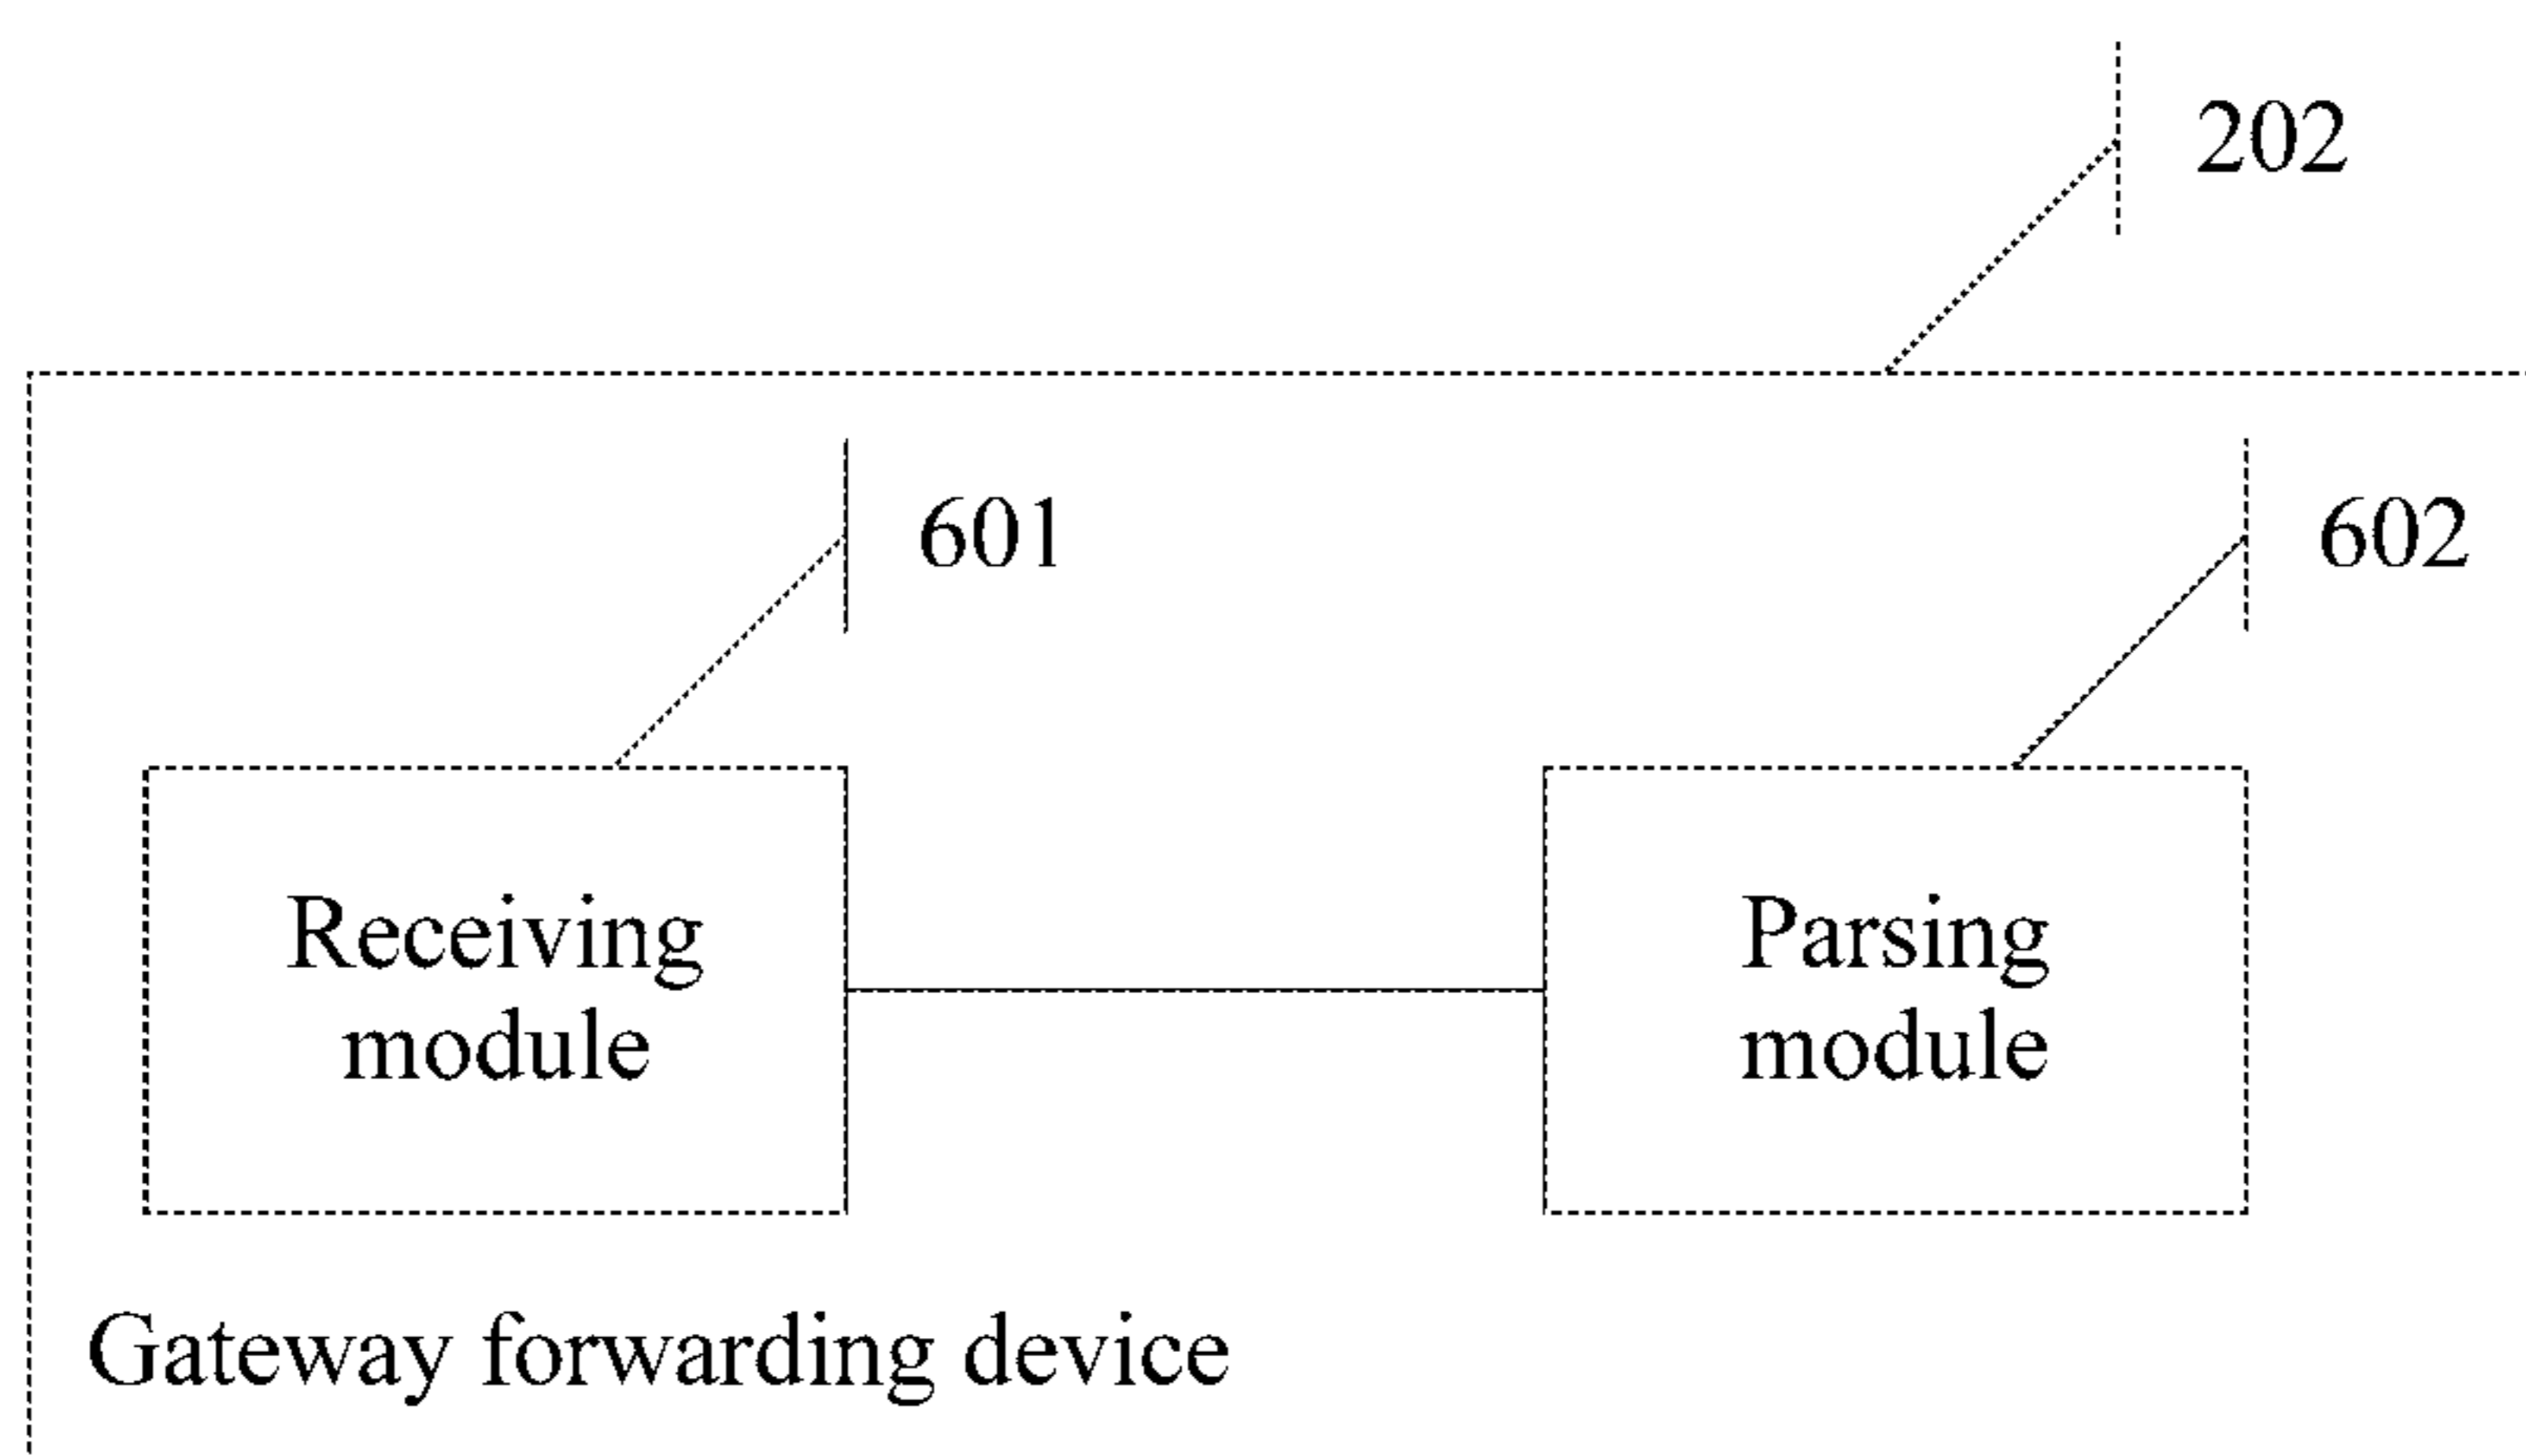 202
601
602
Receiving
module
Parsing
module
Gateway forwarding device